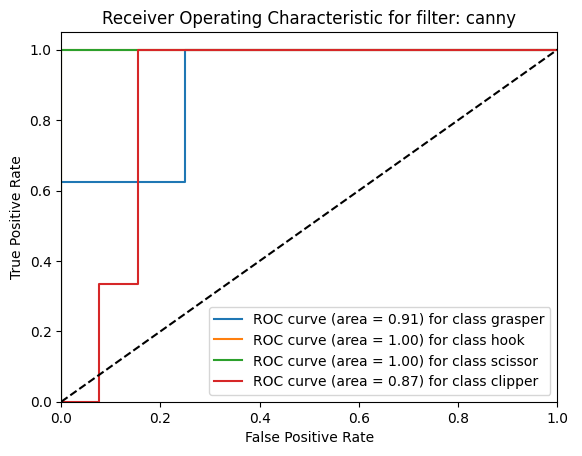 Receiver Operating Characteristic for filter: canny
True Positive Rate
1.0
0.8
0.6
0.4
0.2
0.0
ROC curve (area = 0.91) for class grasper
ROC curve (area = 1.00) for class hook
ROC curve (area = 1.00) for class scissor
ROC curve (area = 0.87) for class clipper
0.0 0.2 0.4 0.6 0.8 1.0
False Positive Rate